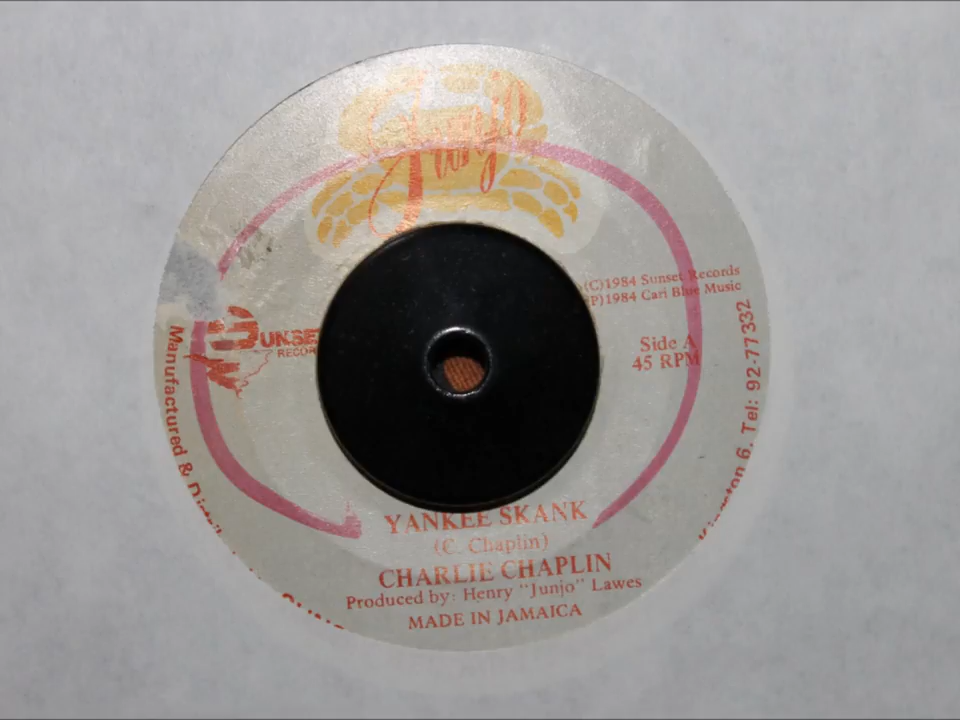 Junjo
(C)1984 Sunset Records
(P)1984 Cari Blue Music
SUNSET
RECOR
Side A
45 RPM
YANKEE SKANK
(C. Chaplin)
CHARLIE CHAPLIN
Produced by: Henry "Junjo" Lawes
MADE IN JAMAICA
Manufactured &
Kingston 6. Tel: 92-77332